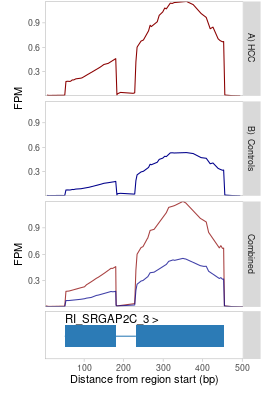 FPM
0.9
0.6
0.3
A) HCC
0.9
0.6
0.3
B) Controls
FPM
0.9
0.6
0.3
Combined
RI_SRGAP2C_3 >
100 200 300 400 500
Distance from region start (bp)